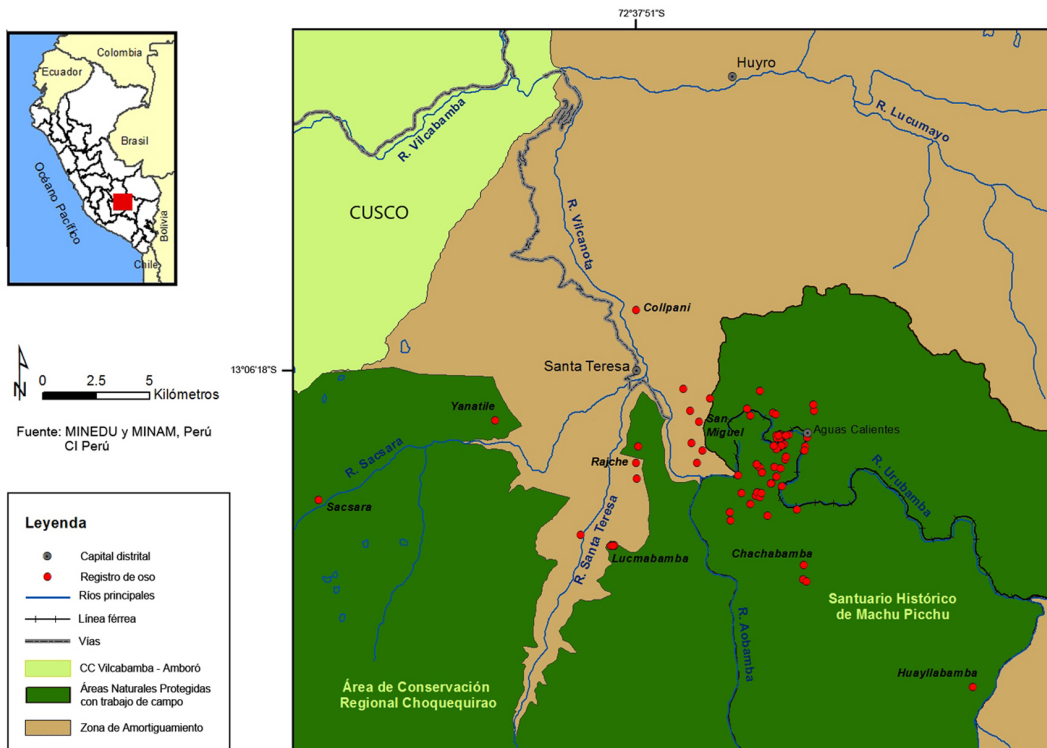 Colombia
Ecuador
Brasil
Océano Pacífico
Bolivia
Chile
N
0 2.5 5
Kilómetros
Fuente: MINEDU y MINAM, Perú
CI Perú
Leyenda
Capital distrital
Registro de oso
Ríos principales
Línea férrea
Vías
CC Vilcabamba - Amboró
Áreas Naturales Protegidas
con trabajo de campo
Zona de Amortiguamiento
72°37'51"S
13°06'18"S
Huyro
R. Vilcabamba
R. Lucumayo
CUSCO
R. Vilcanota
Collpani
Santa Teresa
Yanatile
San
Miguel
Aguas Calientes
R. Sacsara
Rajche
R. Urubamba
Sacsara
R. Santa Teresa
Lucmabamba
Chachabamba
Santuario Histórico
de Machu Picchu
R. Aobamba
Huayllabamba
Área de Conservación
Regional Choquequirao